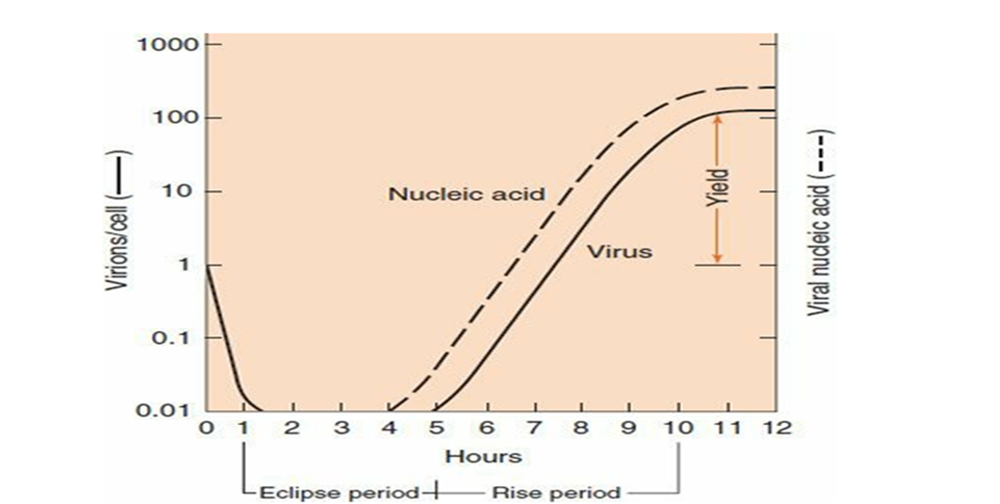 1000
100
10
1
0.1
0.01
Virions/cell (——)
Nucleic acid
Virus
Yield
Viral nucleic acid (---)
0 1 2 3 4 5 6 7 8 9 10 11 12
Hours
Eclipse period
Rise period